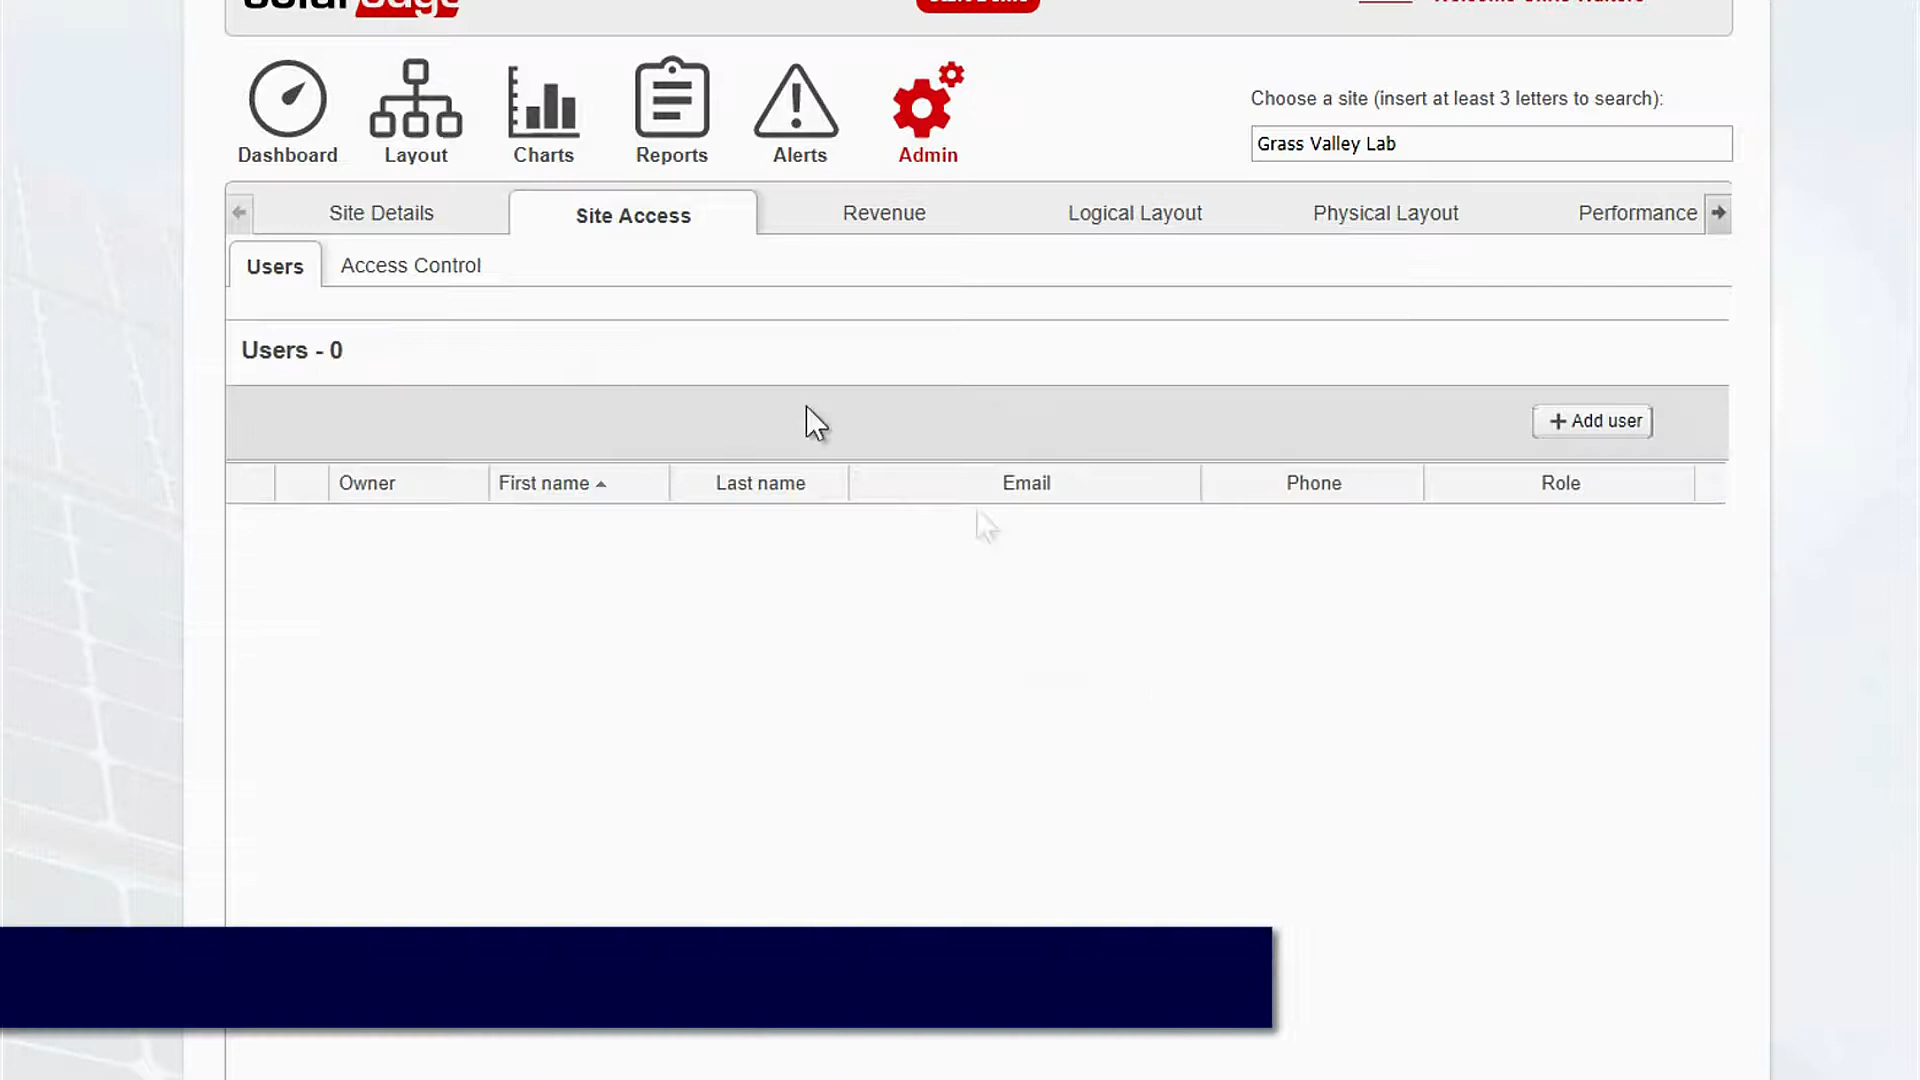 solar edge
Choose a site (insert at least 3 letters to search):
Grass Valley Lab
Dashboard Layout Charts Reports Alerts Admin
Site Details Site Access Revenue Logical Layout Physical Layout Performance
Users Access Control
Users - 0
Add user
Owner First name Last name Email Phone Role